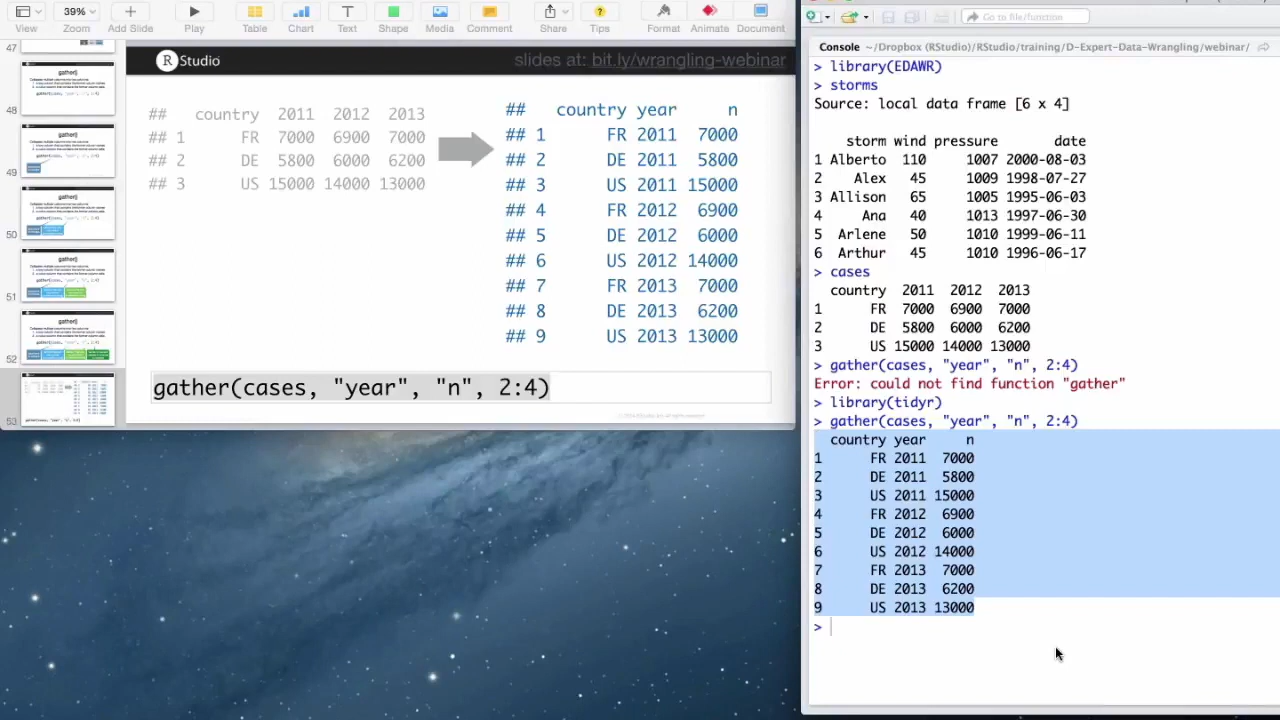 39%
View
Zoom
Add Slide
Play
Table
Chart
Text
Shape
Media
Comment
Share
Tips
Format
Animate
Document
47
48
49
50
51
gather()
gather()
gather()
gather()
gather()
R Studio
slides at: bit.ly/wrangling-webinar
## country 2011 2012 2013
## 1 FR 7000 6900 7000
## 2 DE 5800 6000 6200
## 3 US 15000 14000 13000
## country year n
## 1 FR 2011 7000
## 2 DE 2011 5800
## 3 US 2011 15000
## 4 FR 2012 6900
## 5 DE 2012 6000
## 6 US 2012 14000
## 7 FR 2013 7000
## 8 DE 2013 6200
## 9 US 2013 13000
gather(cases, "year", "n", 2:4)
Go to file/function
Console ~/Dropbox (RStudio)/RStudio/training/D-Expert-Data-Wrangling/webinar/
> library(EDAWR)
> storms
Source: local data frame [6 x 4]
storm wind pressure date
1 Alberto 110 1007 2000-08-03
2 Alex 45 1009 1998-07-27
3 Allison 65 1005 1995-06-03
4 Ana 40 1013 1997-06-30
5 Arlene 50 1010 1999-06-11
6 Arthur 45 1010 1996-06-17
> cases
country 2011 2012 2013
1 FR 7000 6900 7000
2 DE 5800 6000 6200
3 US 15000 14000 13000
> gather(cases, "year", "n", 2:4)
Error: could not find function "gather"
> library(tidyr)
> gather(cases, "year", "n", 2:4)
country year n
1 FR 2011 7000
2 DE 2011 5800
3 US 2011 15000
4 FR 2012 6900
5 DE 2012 6000
6 US 2012 14000
7 FR 2013 7000
8 DE 2013 6200
9 US 2013 13000
>